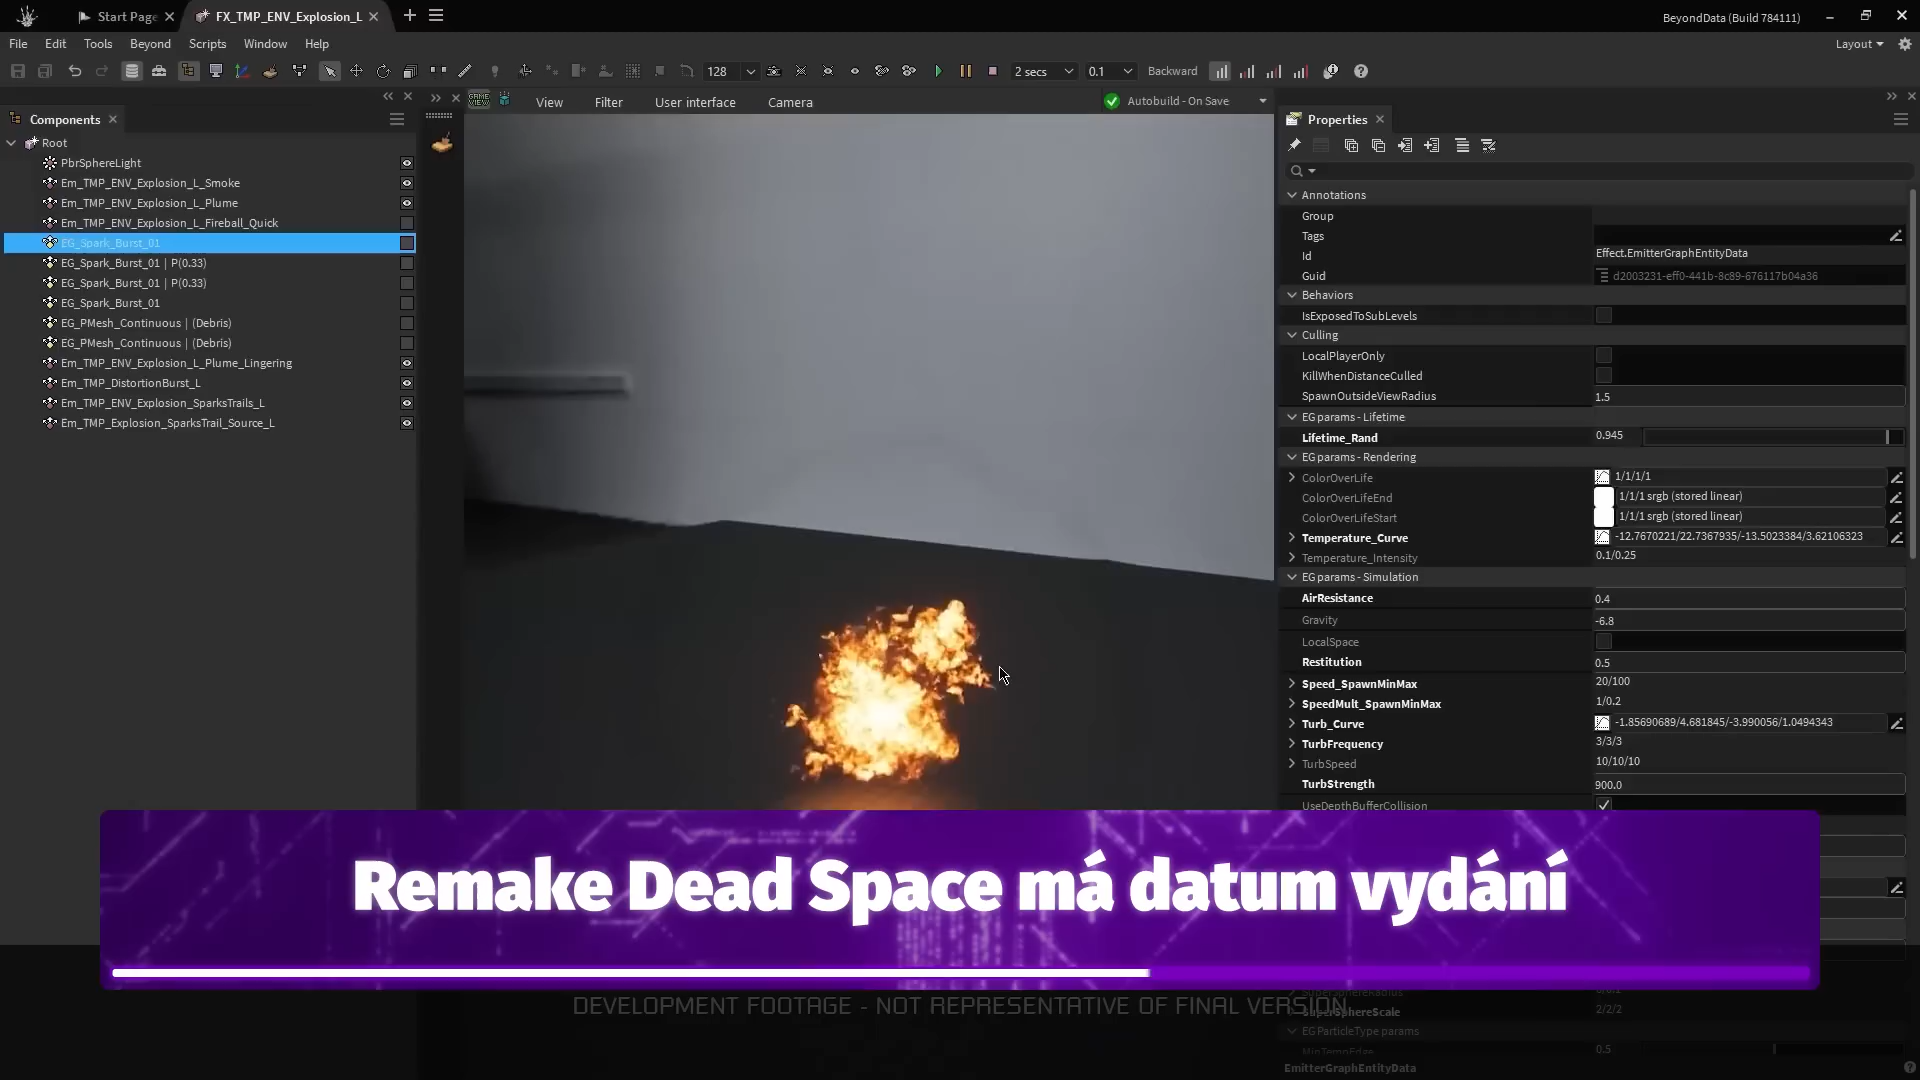 Start Page
FX_TMP_ENV_Explosion_L
BeyondData (Build 784111)
File Edit Tools Beyond Scripts Window Help
Layout
128
2 secs
0.1
Backward
View Filter User interface Camera
Autobuild - On Save
Components
Root
PbrSphereLight
Em_TMP_ENV_Explosion_L_Smoke
Em_TMP_ENV_Explosion_L_Plume
Em_TMP_ENV_Explosion_L_Fireball_Quick
EG_Spark_Burst_01
EG_Spark_Burst_01 | P(0.33)
EG_Spark_Burst_01 | P(0.33)
EG_Spark_Burst_01
EG_PMesh_Continuous | (Debris)
EG_PMesh_Continuous | (Debris)
Em_TMP_ENV_Explosion_L_Plume_Lingering
Em_TMP_DistortionBurst_L
Em_TMP_ENV_Explosion_SparksTrails_L
Em_TMP_Explosion_SparksTrail_Source_L
Properties
Annotations
Group
Tags
Id Effect.EmitterGraphEntityData
Guid d2003231-eff0-441b-8c89-676117b04a36
Behaviors
IsExposedToSubLevels
Culling
LocalPlayerOnly
KillWhenDistanceCulled
SpawnOutsideViewRadius 1.5
EG params - Lifetime
Lifetime_Rand 0.945
EG params - Rendering
ColorOverLife 1/1/1/1
ColorOverLifeEnd 1/1/1 srgb (stored linear)
ColorOverLifeStart 1/1/1 srgb (stored linear)
Temperature_Curve -12.7670221/22.7367935/-13.5023384/3.62106323
Temperature_Intensity 0.1/0.25
EG params - Simulation
AirResistance 0.4
Gravity -6.8
LocalSpace
Restitution 0.5
Speed_SpawnMinMax 20/100
SpeedMult_SpawnMinMax 1/0.2
Turb_Curve -1.85690689/4.681845/-3.990056/1.0494343
TurbFrequency 3/3/3
TurbSpeed 10/10/10
TurbStrength 900.0
UseDepthBufferCollision
Remake Dead Space má datum vydání
DEVELOPMENT FOOTAGE - NOT REPRESENTATIVE OF FINAL VERSION
SuperSphereScale 2/2/2
EG ParticleType params
MinTempEdge 0.5
EmitterGraphEntityData